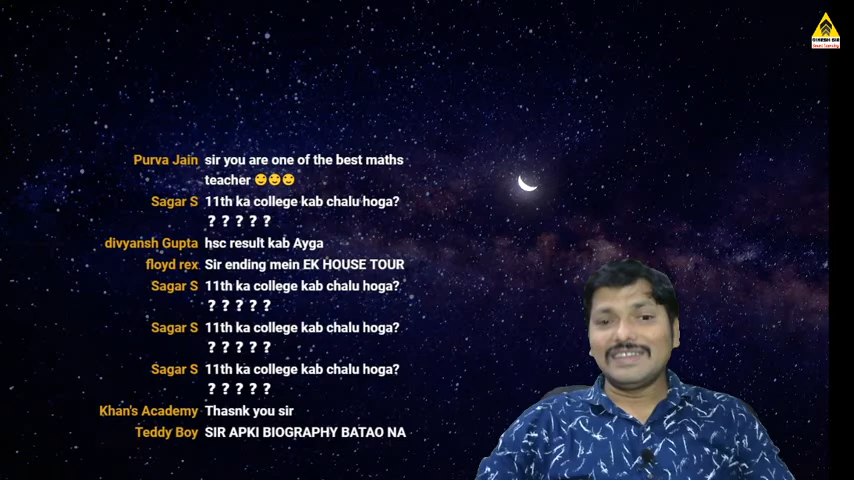 DINESH SIR
Purva Jain sir you are one of the best maths
teacher 😊😊😊
Sagar S 11th ka college kab chalu hoga?
? ? ? ? ?
divyansh Gupta hsc result kab Ayga
floyd rex Sir ending mein EK HOUSE TOUR
Sagar S 11th ka college kab chalu hoga?
? ? ? ? ?
Sagar S 11th ka college kab chalu hoga?
? ? ? ? ?
Sagar S 11th ka college kab chalu hoga?
? ? ? ? ?
Khan's Academy Thasnk you sir
Teddy Boy SIR APKI BIOGRAPHY BATAO NA